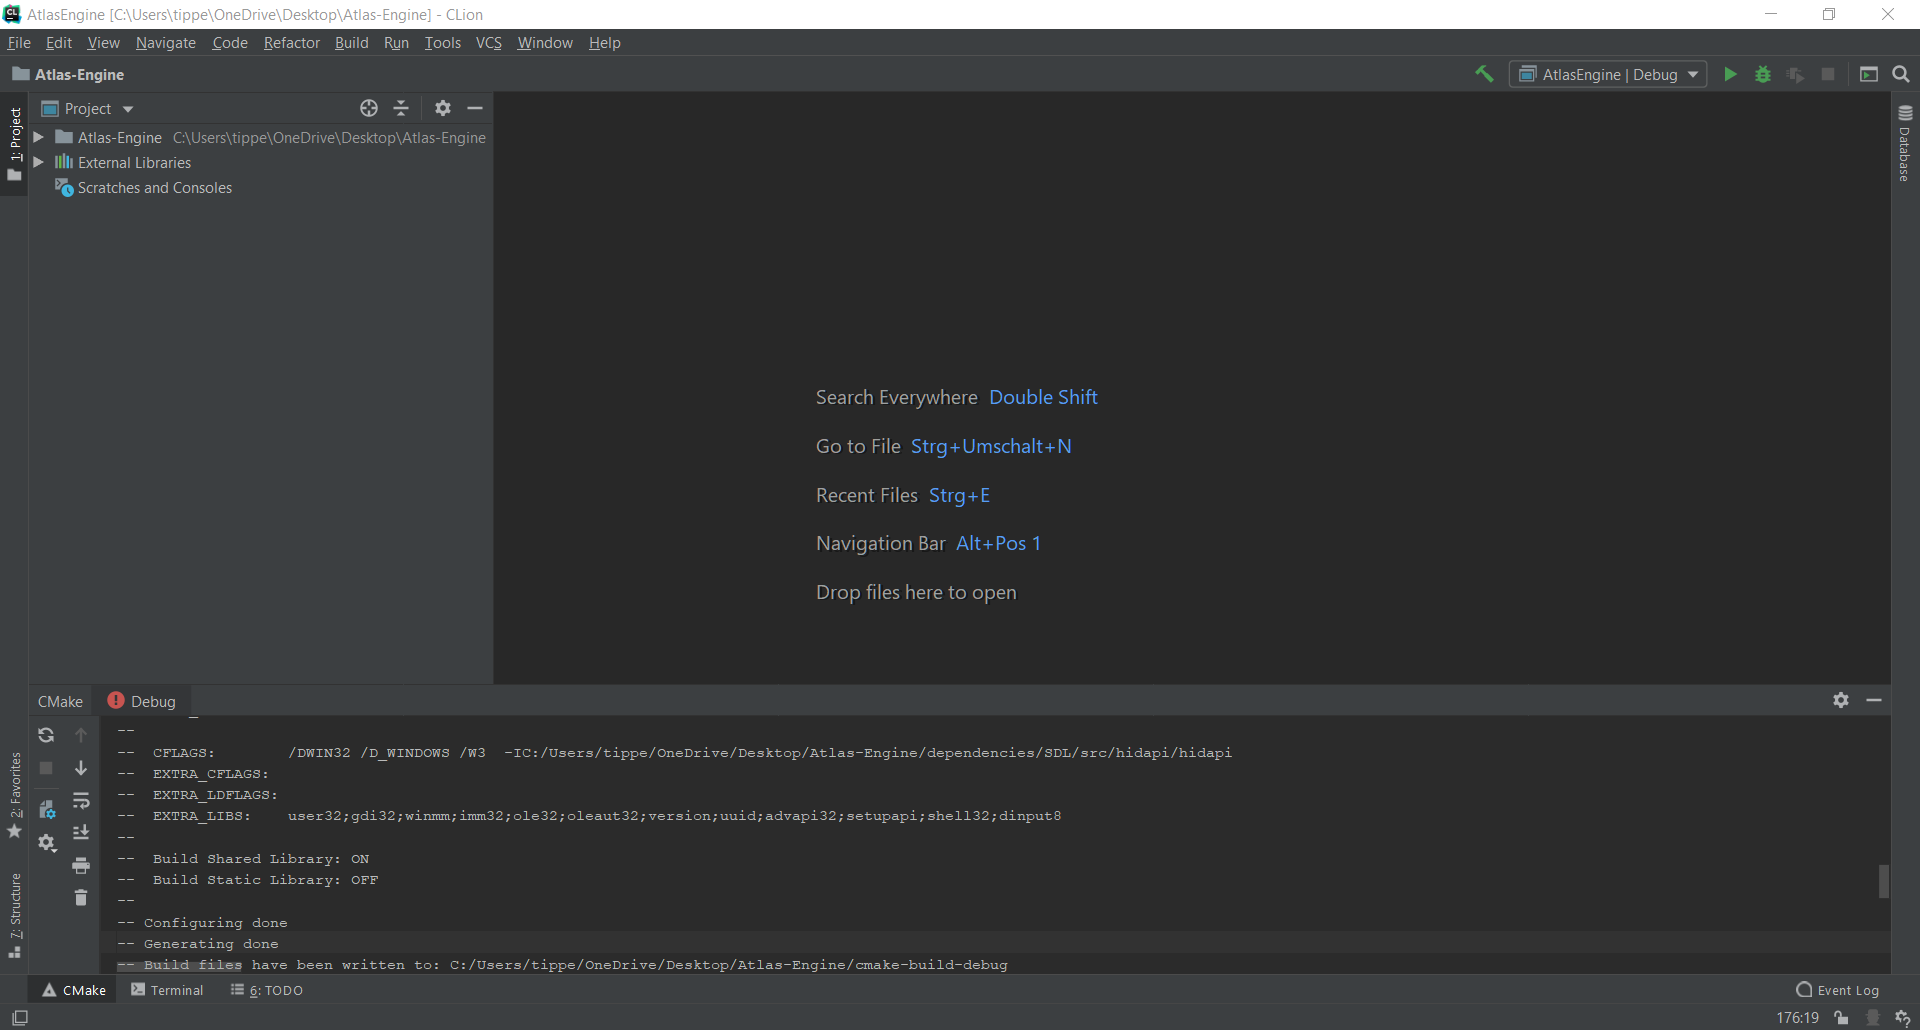 AtlasEngine [C:\Users\tippe\OneDrive\Desktop\Atlas-Engine] - CLion
File Edit View Navigate Code Refactor Build Run Tools VCS Window Help
Atlas-Engine
AtlasEngine | Debug
1: Project
Project
Atlas-Engine C:\Users\tippe\OneDrive\Desktop\Atlas-Engine
External Libraries
Scratches and Consoles
Database
Search Everywhere Double Shift
Go to File Strg+Umschalt+N
Recent Files Strg+E
Navigation Bar Alt+Pos 1
Drop files here to open
2: Favorites
7: Structure
CMake Debug
--
-- CFLAGS: /DWIN32 /D_WINDOWS /W3 -IC:/Users/tippe/OneDrive/Desktop/Atlas-Engine/dependencies/SDL/src/hidapi/hidapi
-- EXTRA_CFLAGS:
-- EXTRA_LDFLAGS:
-- EXTRA_LIBS: user32;gdi32;winmm;imm32;ole32;oleaut32;version;uuid;advapi32;setupapi;shell32;dinput8
--
-- Build Shared Library: ON
-- Build Static Library: OFF
--
-- Configuring done
-- Generating done
-- Build files have been written to: C:/Users/tippe/OneDrive/Desktop/Atlas-Engine/cmake-build-debug
CMake Terminal 6: TODO Event Log
176:19